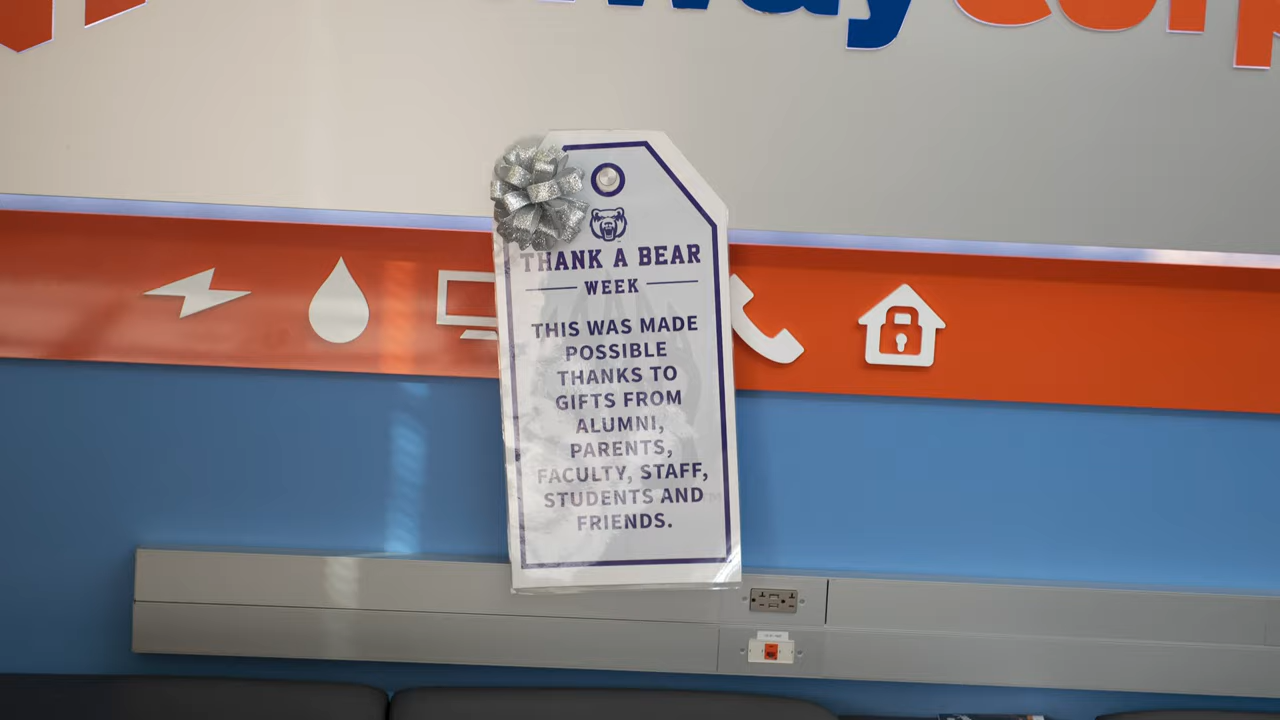 THANK A BEAR
WEEK
THIS WAS MADE
POSSIBLE
THANKS TO
GIFTS FROM
ALUMNI,
PARENTS,
FACULTY, STAFF,
STUDENTS AND
FRIENDS.